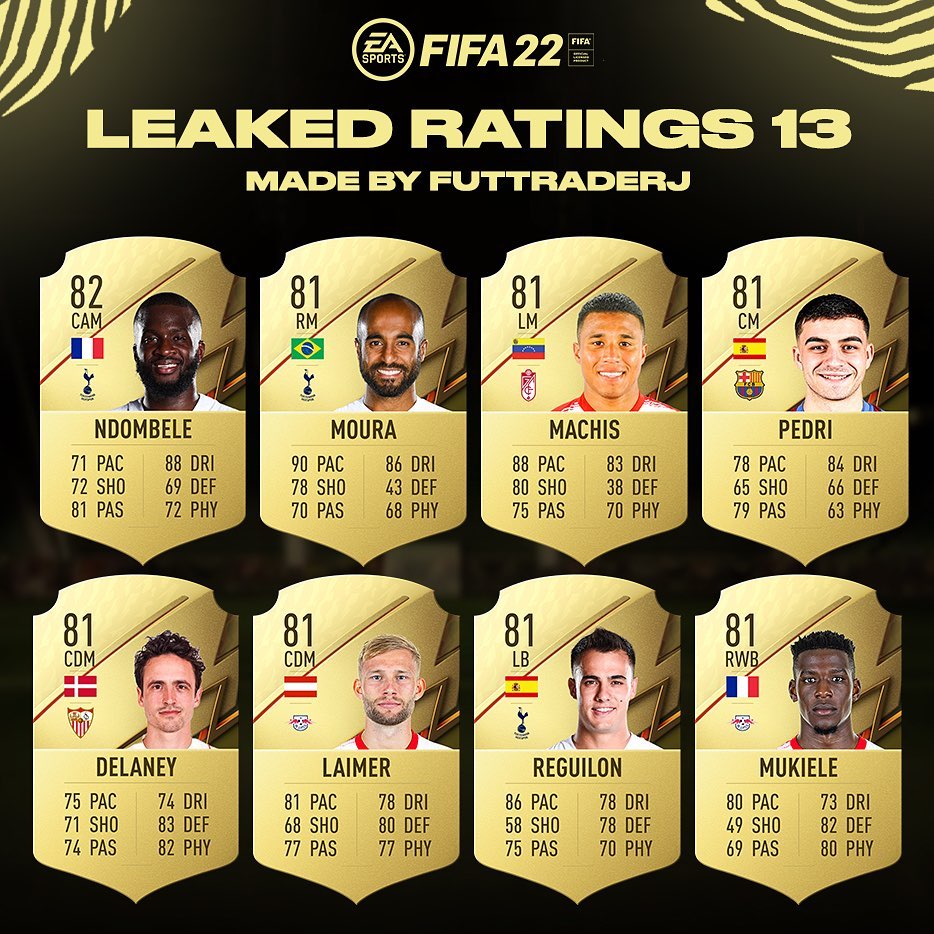 EA SPORTS FIFA 22 FIFA OFFICIAL LICENSED PRODUCT
LEAKED RATINGS 13
MADE BY FUTTRADERJ
82
CAM
NDOMBELE
71 PAC 88 DRI
72 SHO 69 DEF
81 PAS 72 PHY
81
RM
MOURA
90 PAC 86 DRI
78 SHO 43 DEF
70 PAS 68 PHY
81
LM
MACHIS
88 PAC 83 DRI
80 SHO 38 DEF
75 PAS 70 PHY
81
CM
PEDRI
78 PAC 84 DRI
65 SHO 66 DEF
79 PAS 63 PHY
81
CDM
DELANEY
75 PAC 74 DRI
71 SHO 83 DEF
74 PAS 82 PHY
81
CDM
LAIMER
81 PAC 78 DRI
68 SHO 80 DEF
77 PAS 77 PHY
81
LB
REGUILON
86 PAC 78 DRI
58 SHO 78 DEF
75 PAS 70 PHY
81
RWB
MUKIELE
80 PAC 73 DRI
49 SHO 82 DEF
69 PAS 80 PHY